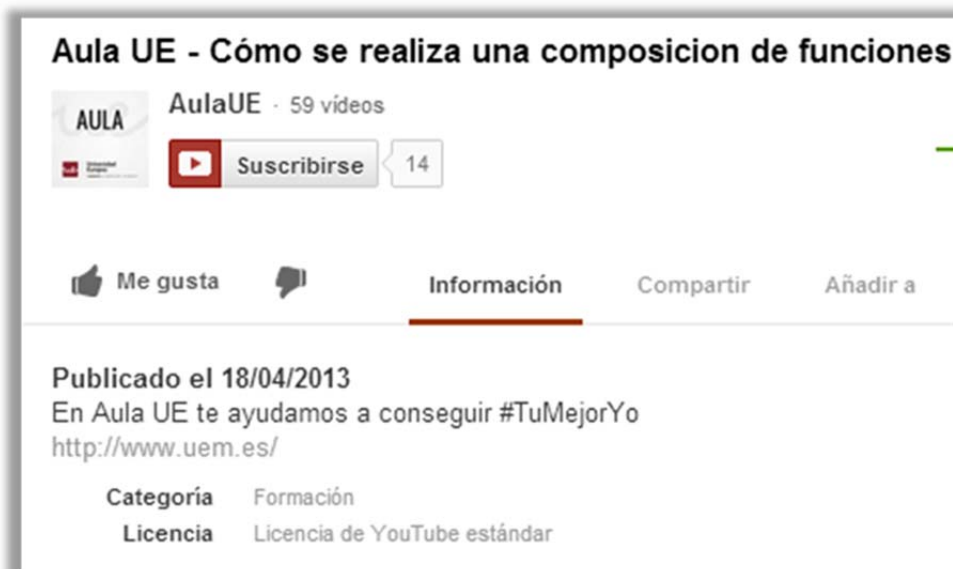 Aula UE - Cómo se realiza una composicion de funciones
AULA
AulaUE · 59 vídeos
Suscribirse 14
Me gusta Información Compartir Añadir a
Publicado el 18/04/2013
En Aula UE te ayudamos a conseguir #TuMejorYo
http://www.uem.es/
Categoría Formación
Licencia Licencia de YouTube estándar